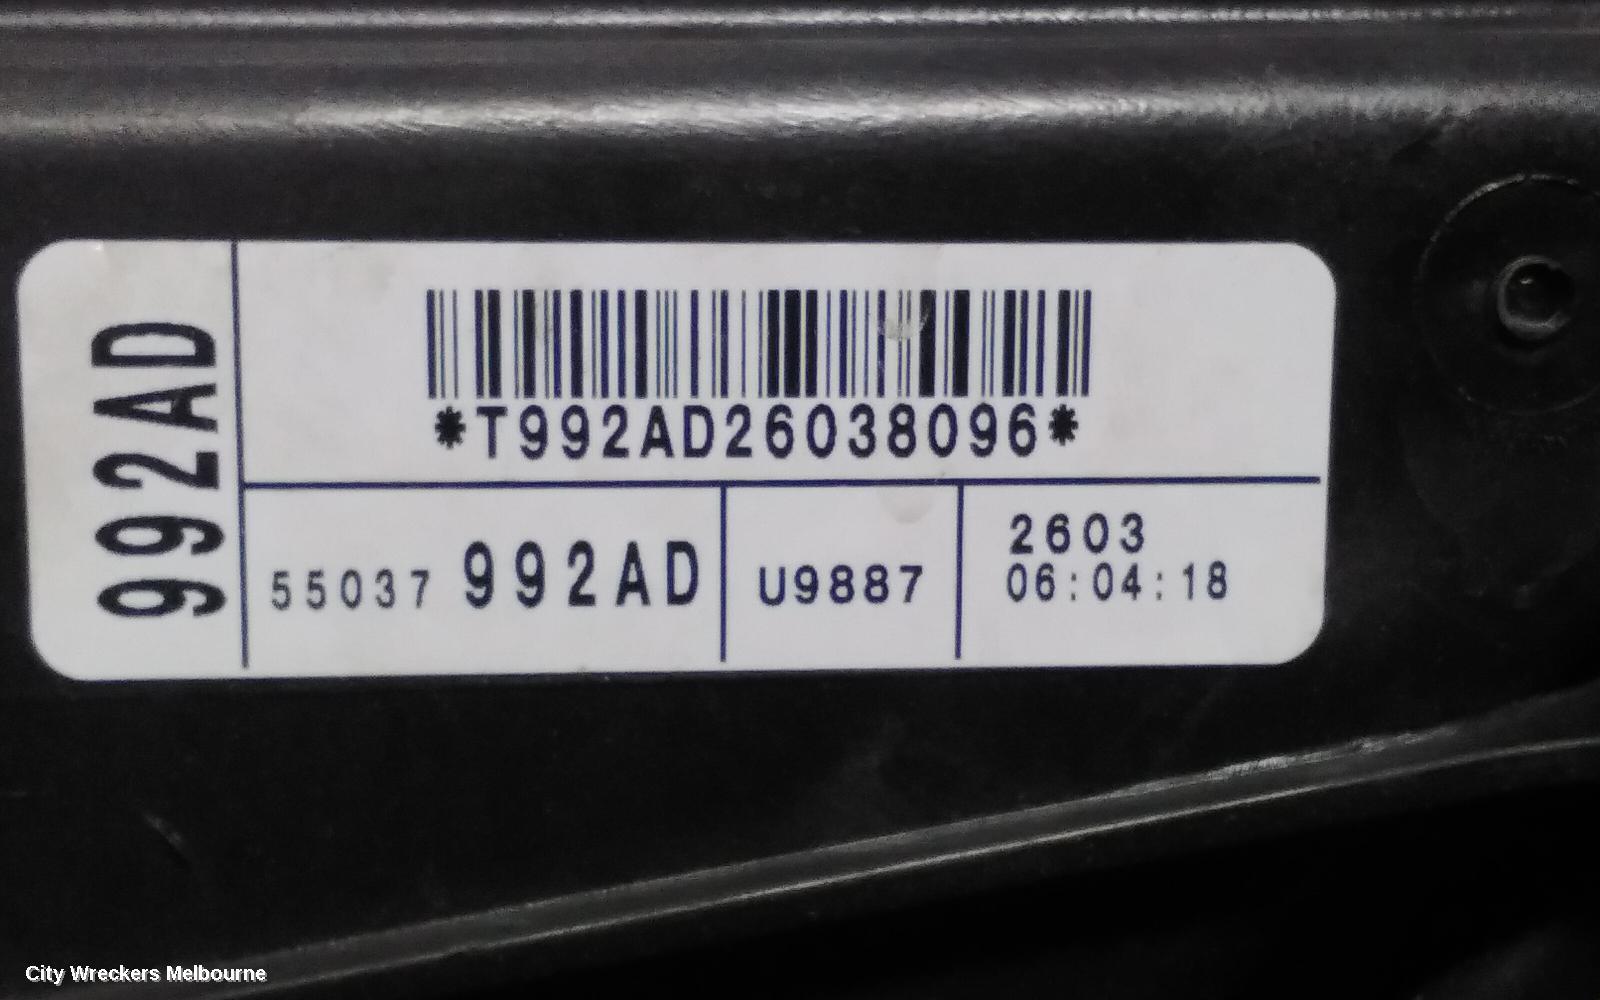 992AD
*T992AD26038096*
55037 992AD
U9887
2603
06:04:18
City Wreckers Melbourne